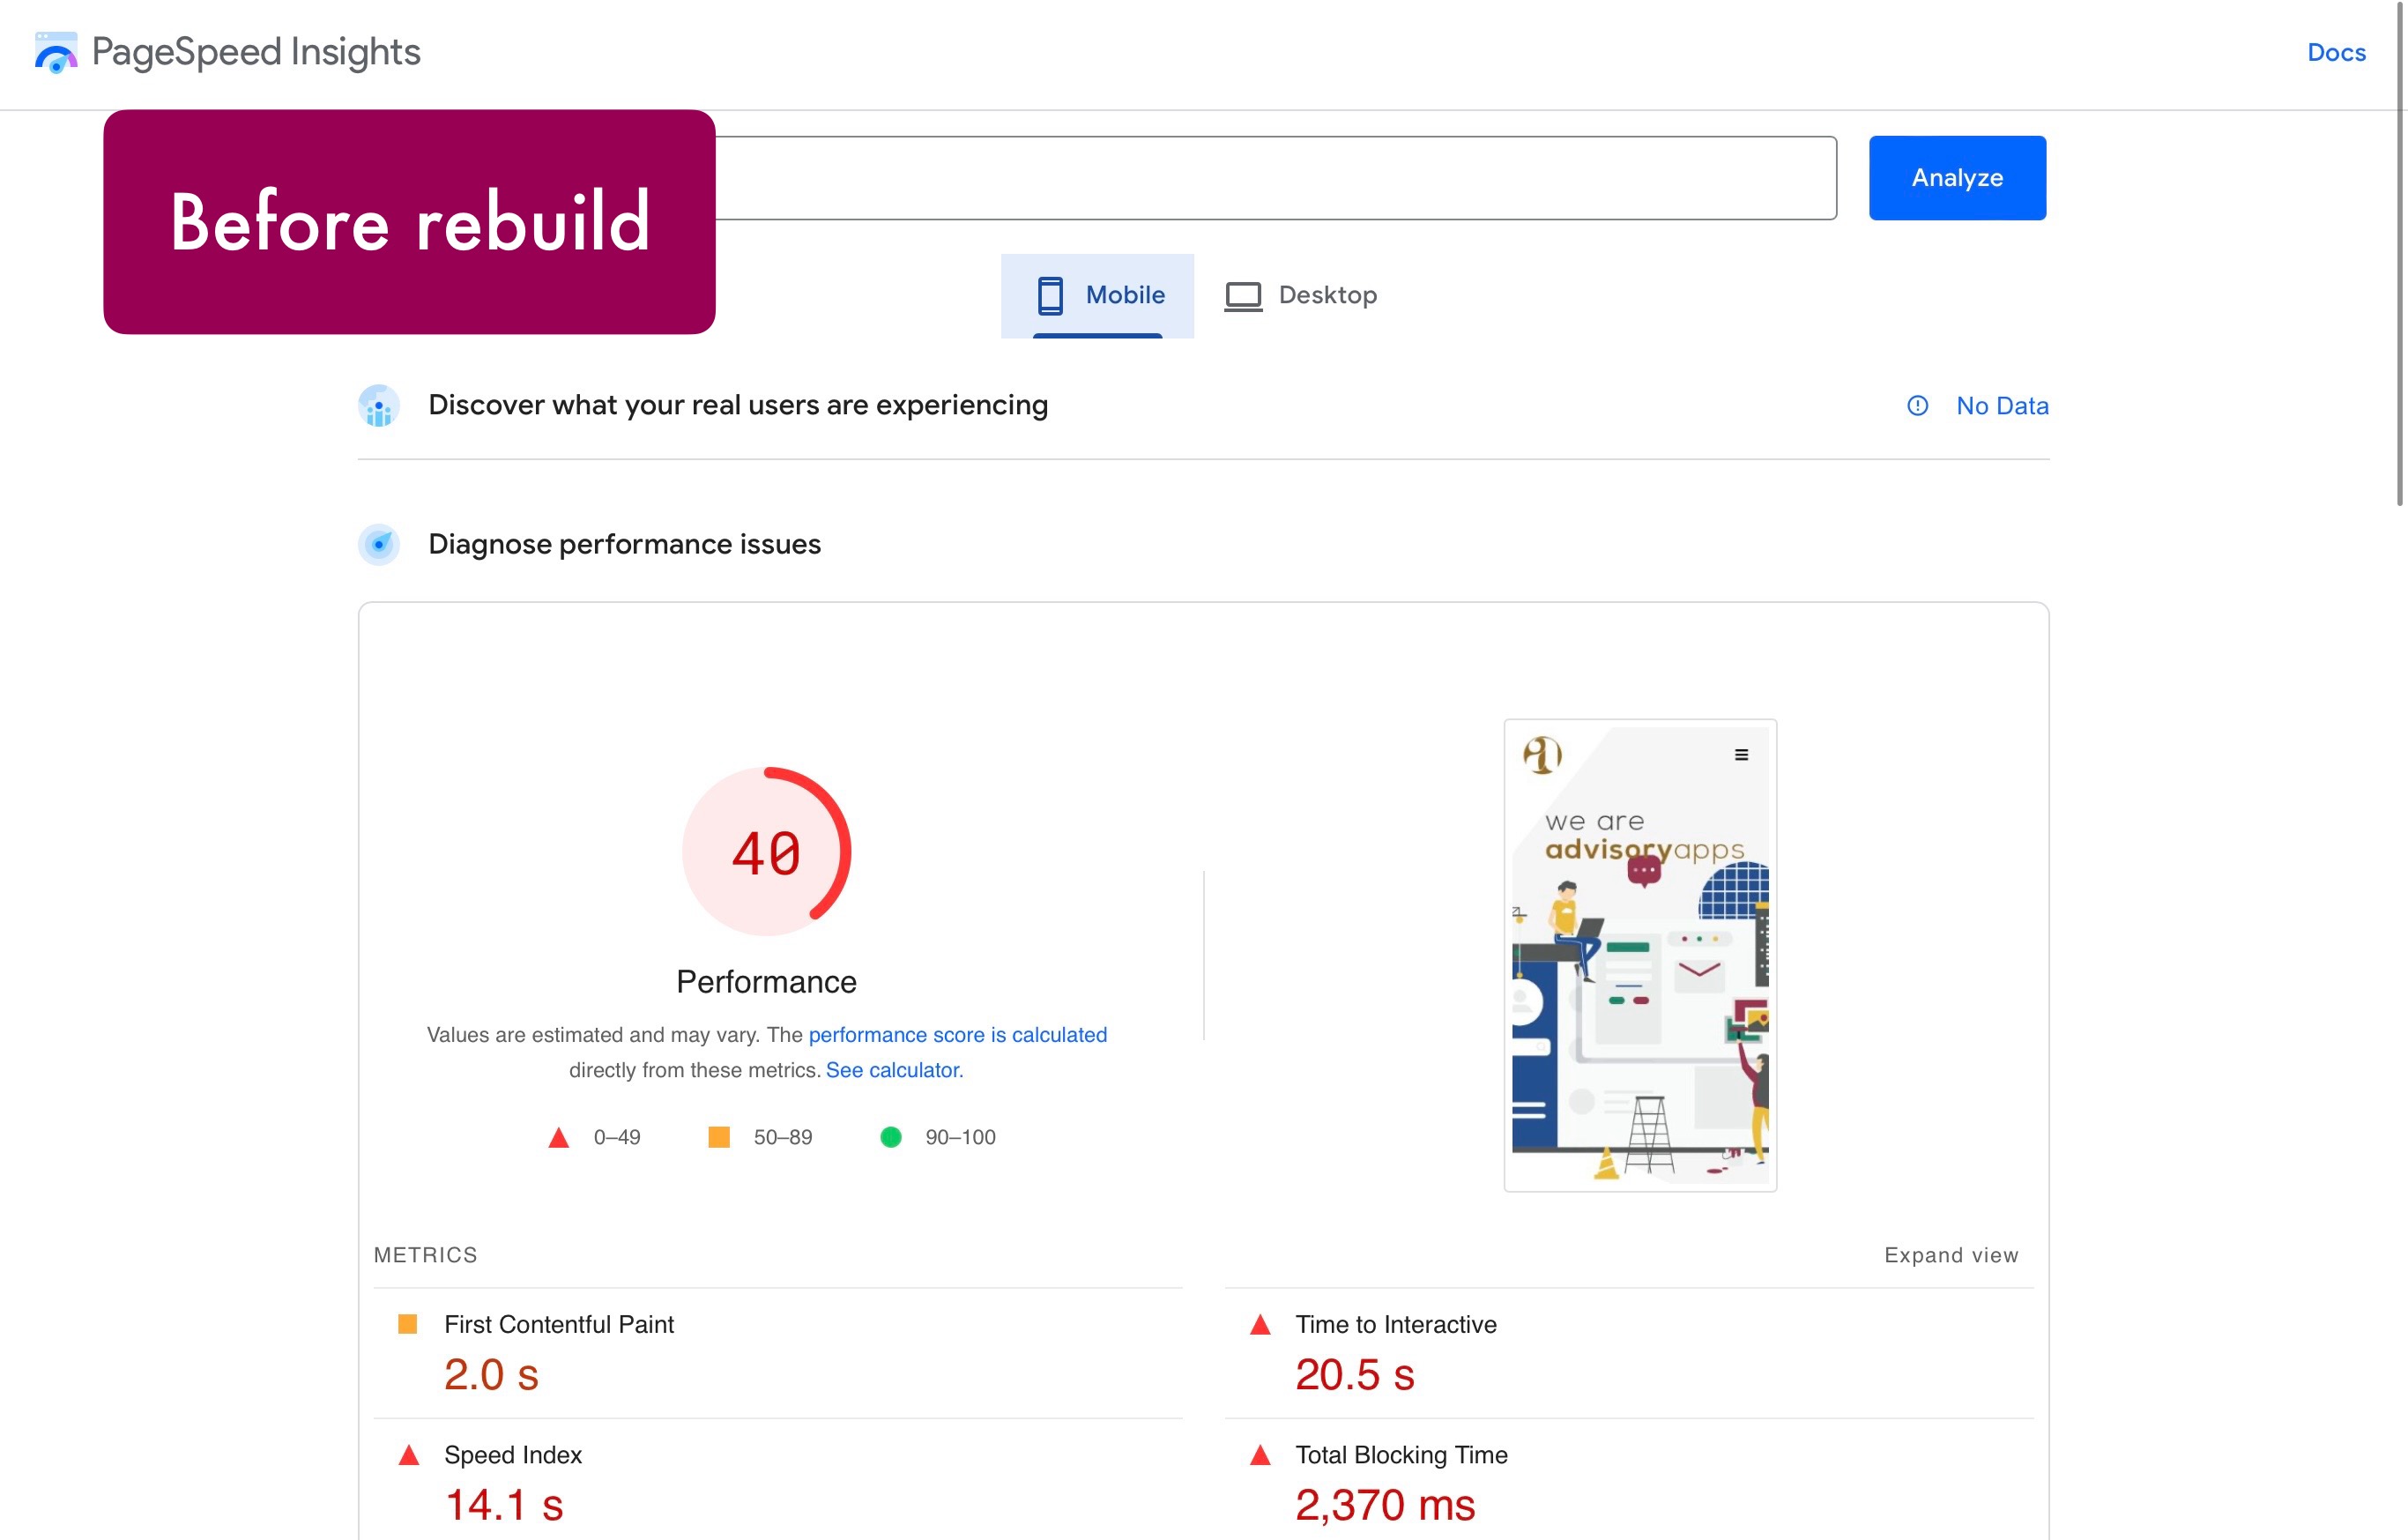 PageSpeed Insights
Docs
Before rebuild
Analyze
Mobile
Desktop
Discover what your real users are experiencing
No Data
Diagnose performance issues
40
Performance
Values are estimated and may vary. The performance score is calculated
directly from these metrics. See calculator.
0–49
50–89
90–100
we are
advisoryapps
METRICS
Expand view
First Contentful Paint
2.0 s
Time to Interactive
20.5 s
Speed Index
14.1 s
Total Blocking Time
2,370 ms